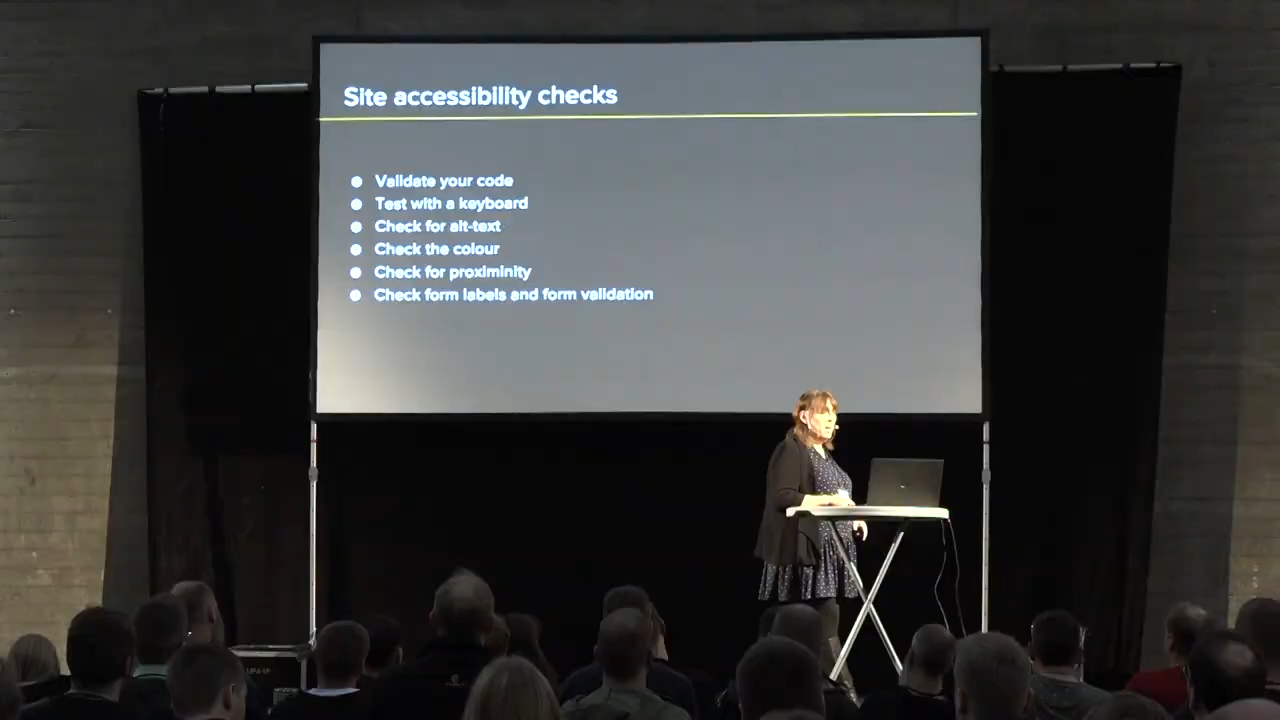 Site accessibility checks
Validate your code
Test with a keyboard
Check for alt-text
Check the colour
Check for proximinity
Check form labels and form validation